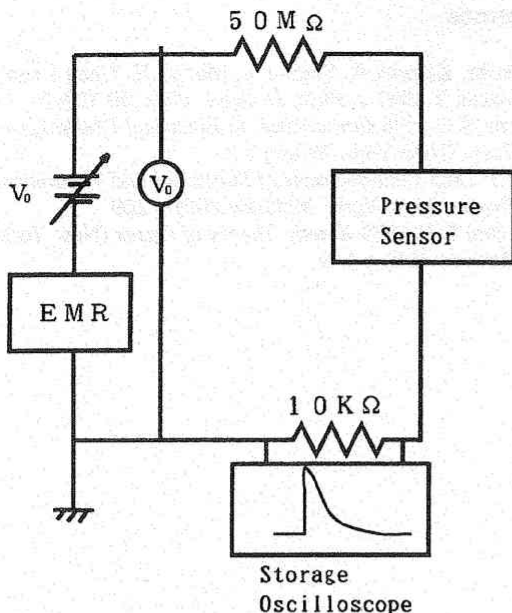 50MΩ
V₀
V₀
Pressure
Sensor
EMR
10KΩ
Storage
Oscilloscope